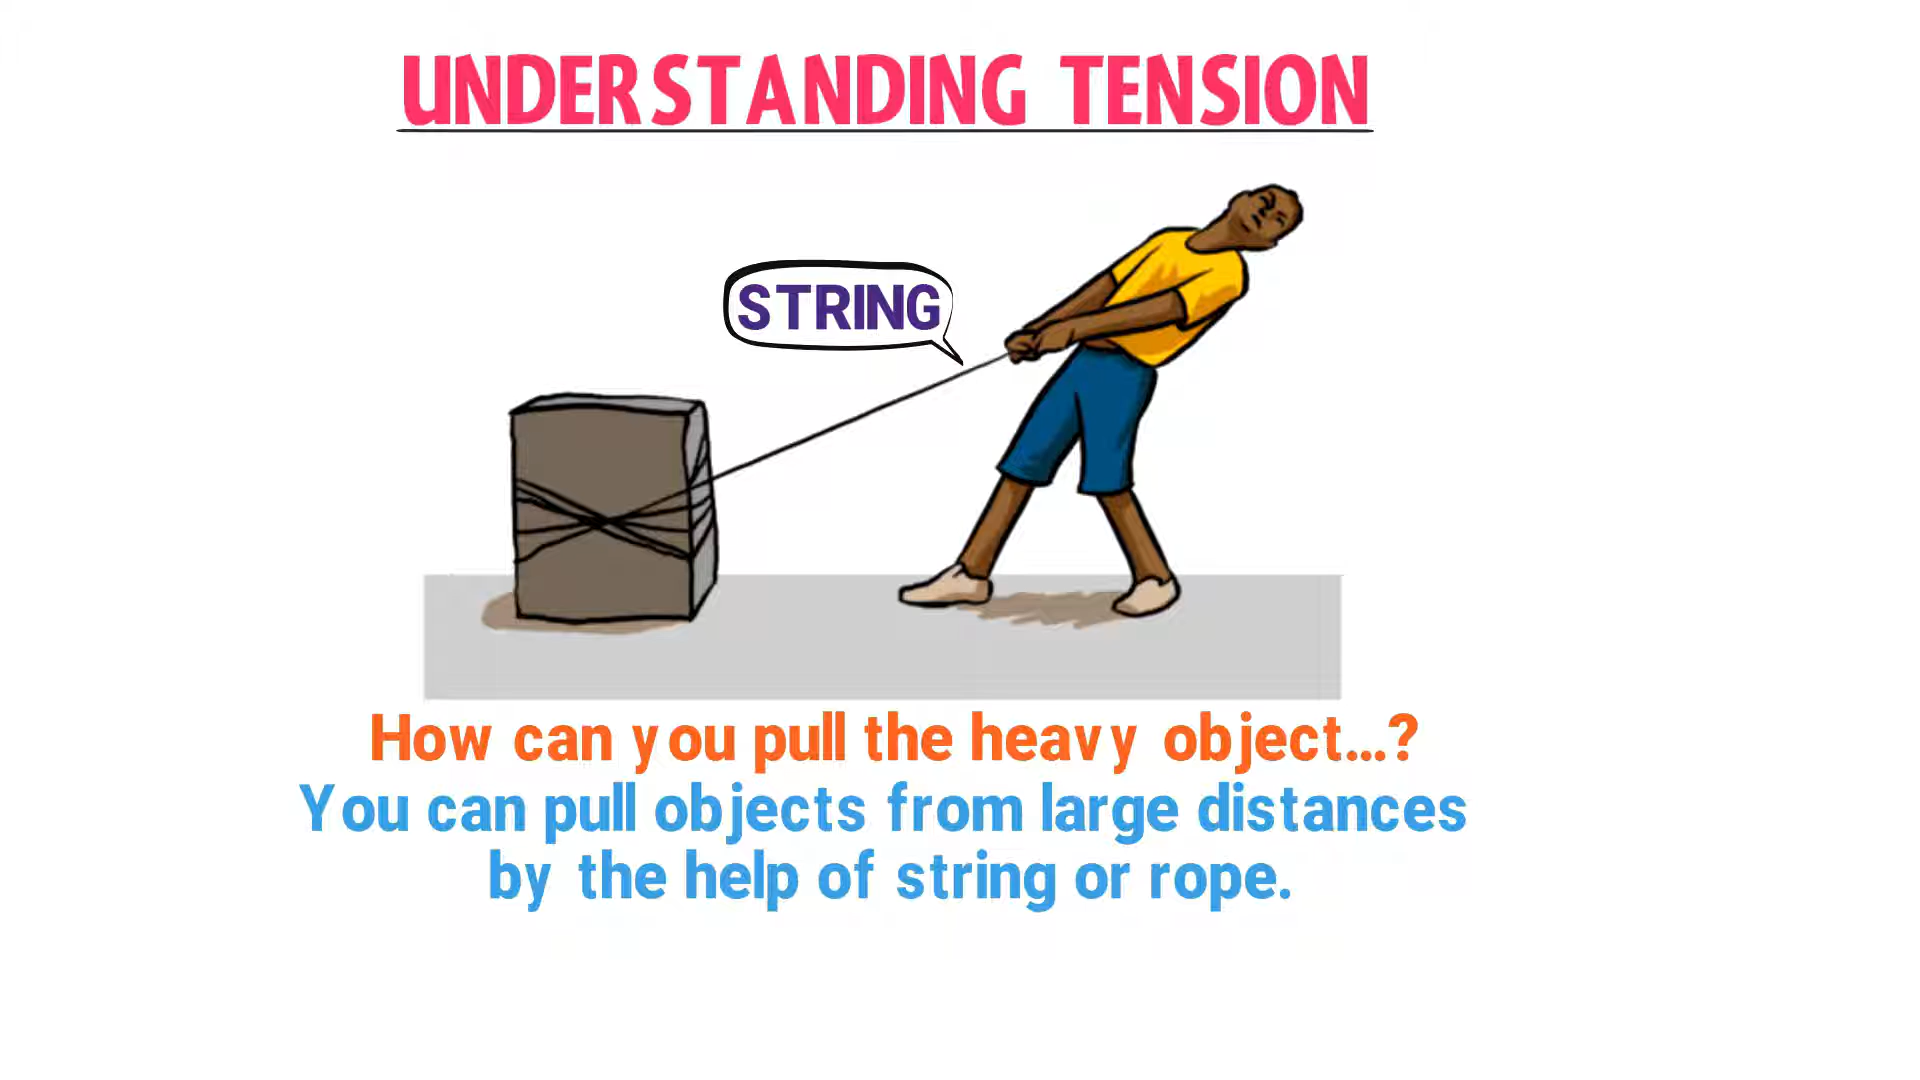 UNDERSTANDING TENSION
STRING
How can you pull the heavy object...?
You can pull objects from large distances
by the help of string or rope.